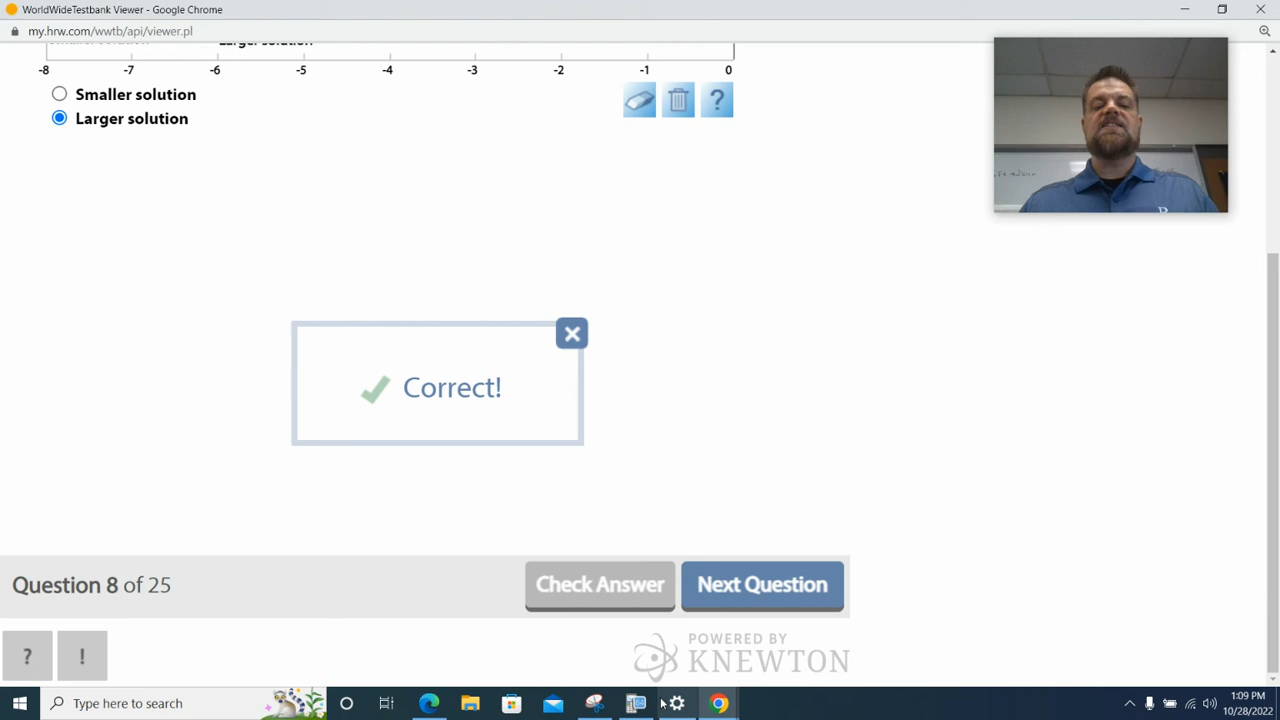 WorldWideTestbank Viewer - Google Chrome
my.hrw.com/wwtb/api/viewer.pl
Smaller solution Larger solution
-8 -7 -6 -5 -4 -3 -2 -1 0
Smaller solution
Larger solution
?
Correct!
Question 8 of 25
Check Answer
Next Question
? !
POWERED BY
KNEWTON
Type here to search
1:09 PM
10/28/2022